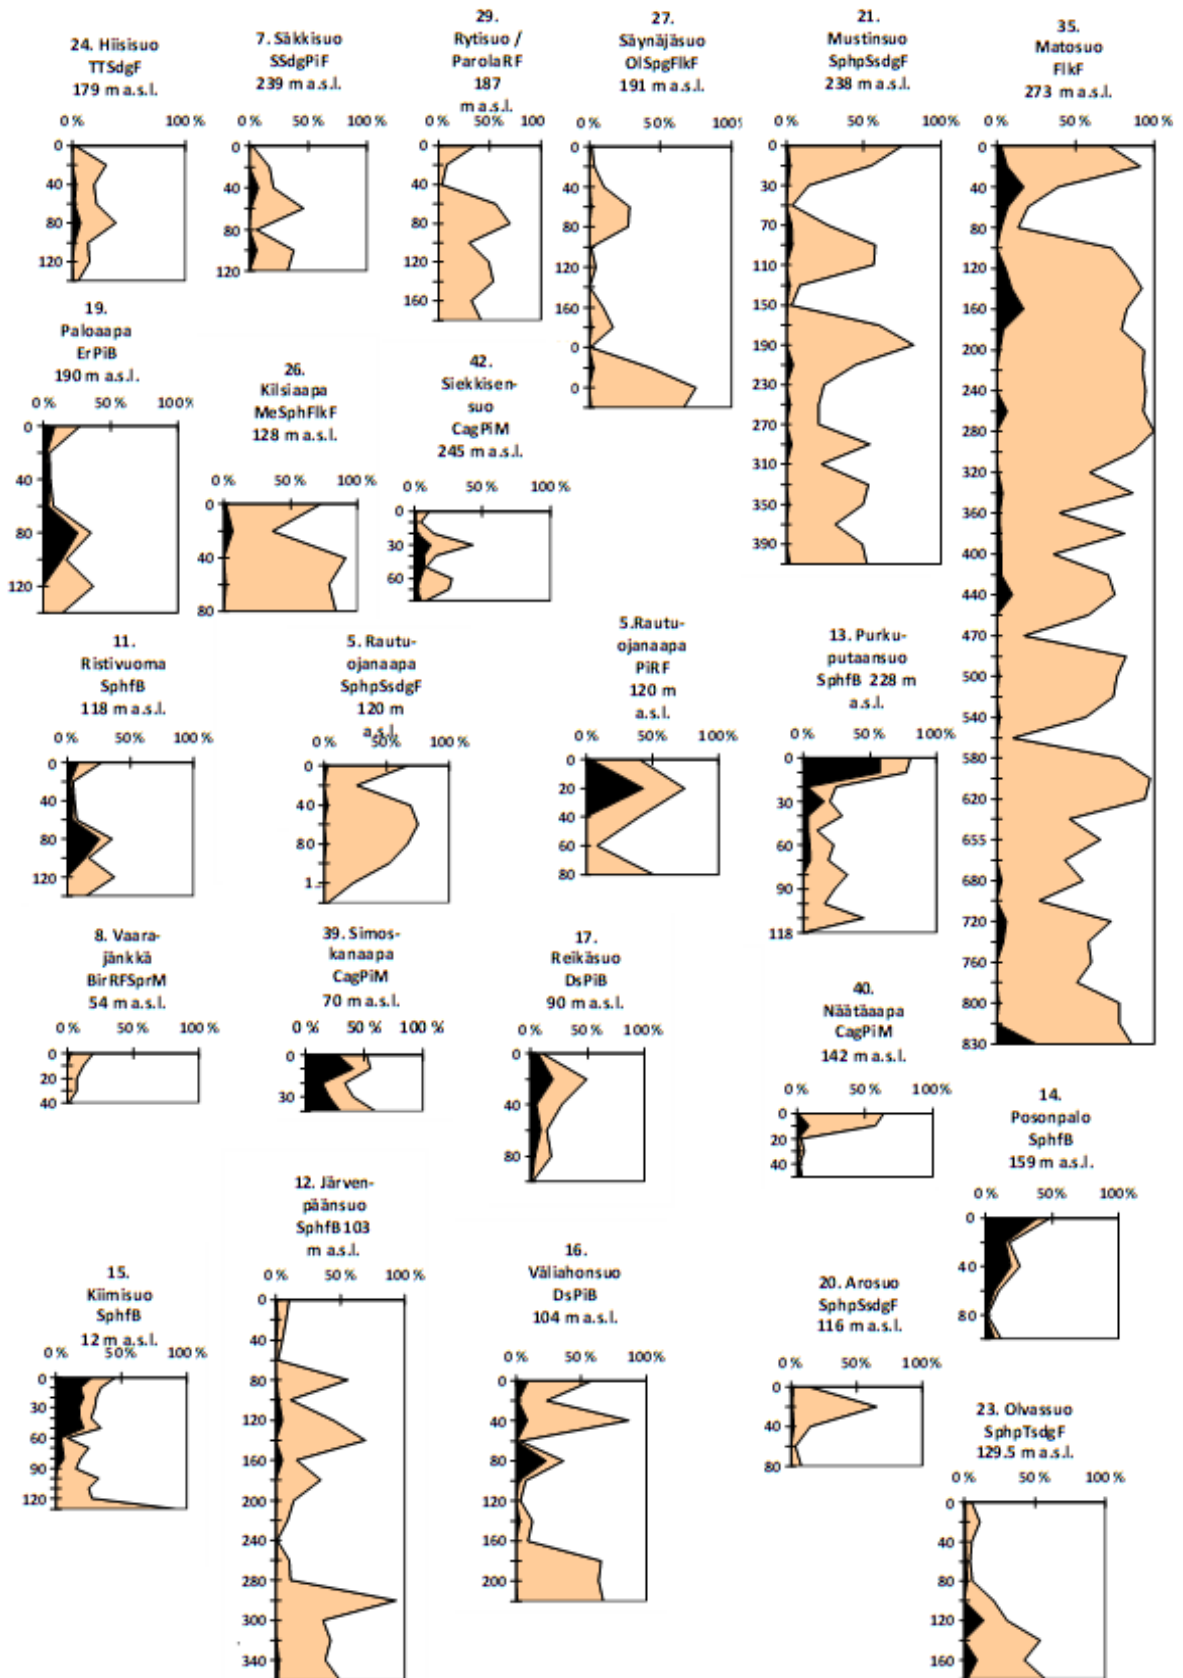 24. Hiisisuo
TTSdgF
179 m a.s.l.
0 %
100 %
0
40
80
120
7. Säkkisuo
SSdgPiF
239 m a.s.l.
0 %
50 %
100 %
0
40
80
120
29.
Rytisuo /
ParolaRF
187
m a.s.l.
0 %
50 %
100
0
40
80
120
160
27.
Säynäjäsuo
OlSpgFlkF
191 m a.s.l.
0 %
50 %
100
0
40
80
120
160
0
0
21.
Mustinsuo
SphpSsdgF
238 m a.s.l.
0 %
50 %
100 %
0
30
70
110
150
190
230
270
310
350
390
35.
Matosuo
FlkF
273 m a.s.l.
0 %
50 %
100 %
0
40
80
120
160
200
260
280
320
360
400
440
470
500
540
580
620
655
680
720
760
800
830
19.
Paloaapa
ErPiB
190 m a.s.l.
0 %
50 %
100%
0
40
80
120
26.
Kilsiaapa
MeSphFlkF
128 m a.s.l.
0 %
50 %
100 %
0
40
80
42.
Siekkisen-
suo
CagPiM
245 m a.s.l.
0 %
50 %
100 %
0
30
60
11.
Ristivuoma
SphfB
118 m a.s.l.
0 %
50 %
100 %
0
40
80
120
5. Rautu-
ojanaapa
SphpSsdgF
120 m
a.s.l.
0 %
50 %
100 %
0
40
80
1
5.Rautu-
ojanaapa
PiRF
120 m
a.s.l.
0 %
50 %
100 %
0
20
40
60
80
13. Purku-
putaansuo
SphfB 228 m
a.s.l.
0 %
50 %
100 %
0
30
60
90
118
8. Vaara-
jänkkä
BirRFSprM
54 m a.s.l.
0 %
50 %
100 %
0
20
40
39. Simos-
kanaapa
CagPiM
70 m a.s.l.
0 %
50 %
100 %
0
30
17.
Reikäsuo
DsPiB
90 m a.s.l.
0 %
50 %
100 %
0
40
80
40.
Näätäaapa
CagPiM
142 m a.s.l.
0 %
50 %
100%
0
20
40
14.
Posonpalo
SphfB
159 m a.s.l.
0 %
50 %
100%
0
40
80
15.
Kiimisuo
SphfB
12 m a.s.l.
0 %
50 %
100 %
0
30
60
90
120
12. Järven-
päänsuo
SphfB 103
m a.s.l.
0 %
50 %
100 %
0
40
80
120
160
200
240
280
300
340
16.
Väliahonsuo
DsPiB
104 m a.s.l.
0 %
50 %
100 %
0
40
80
120
160
200
20. Arosuo
SphpSsdgF
116 m a.s.l.
0 %
50 %
100 %
0
40
80
23. Olvassuo
SphpTsdgF
129.5 m a.s.l.
0 %
50 %
100 %
0
40
80
120
160